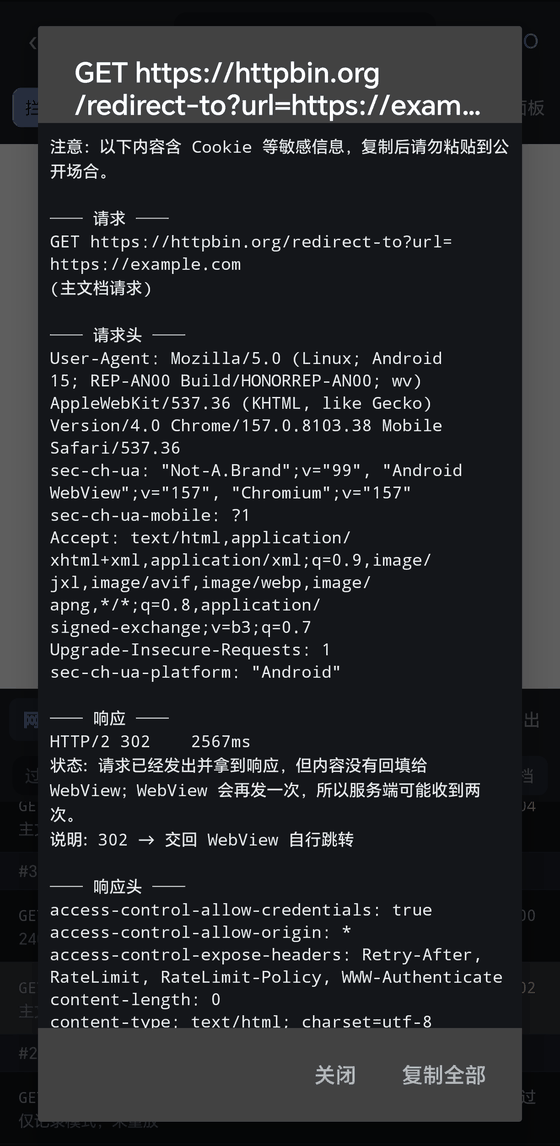 GET https://httpbin.org
/redirect-to?url=https://exam…
注意：以下内容含 Cookie 等敏感信息，复制后请勿粘贴到公
开场合。
—— 请求 ——
GET https://httpbin.org/redirect-to?url=
https://example.com
(主文档请求)
—— 请求头 ——
User-Agent: Mozilla/5.0 (Linux; Android
15; REP-AN00 Build/HONORREP-AN00; wv)
AppleWebKit/537.36 (KHTML, like Gecko)
Version/4.0 Chrome/157.0.8103.38 Mobile
Safari/537.36
sec-ch-ua: "Not-A.Brand";v="99", "Android
WebView";v="157", "Chromium";v="157"
sec-ch-ua-mobile: ?1
Accept: text/html,application/
xhtml+xml,application/xml;q=0.9,image/
jxl,image/avif,image/webp,image/
apng,*/*;q=0.8,application/
signed-exchange;v=b3;q=0.7
Upgrade-Insecure-Requests: 1
sec-ch-ua-platform: "Android"
—— 响应 ——
HTTP/2 302    2567ms
状态：请求已经发出并拿到响应，但内容没有回填给
WebView；WebView 会再发一次，所以服务端可能收到两
次。
说明：302 → 交回 WebView 自行跳转
—— 响应头 ——
access-control-allow-credentials: true
access-control-allow-origin: *
access-control-expose-headers: Retry-After,
RateLimit, RateLimit-Policy, WWW-Authenticate
content-length: 0
content-type: text/html; charset=utf-8
关闭 复制全部